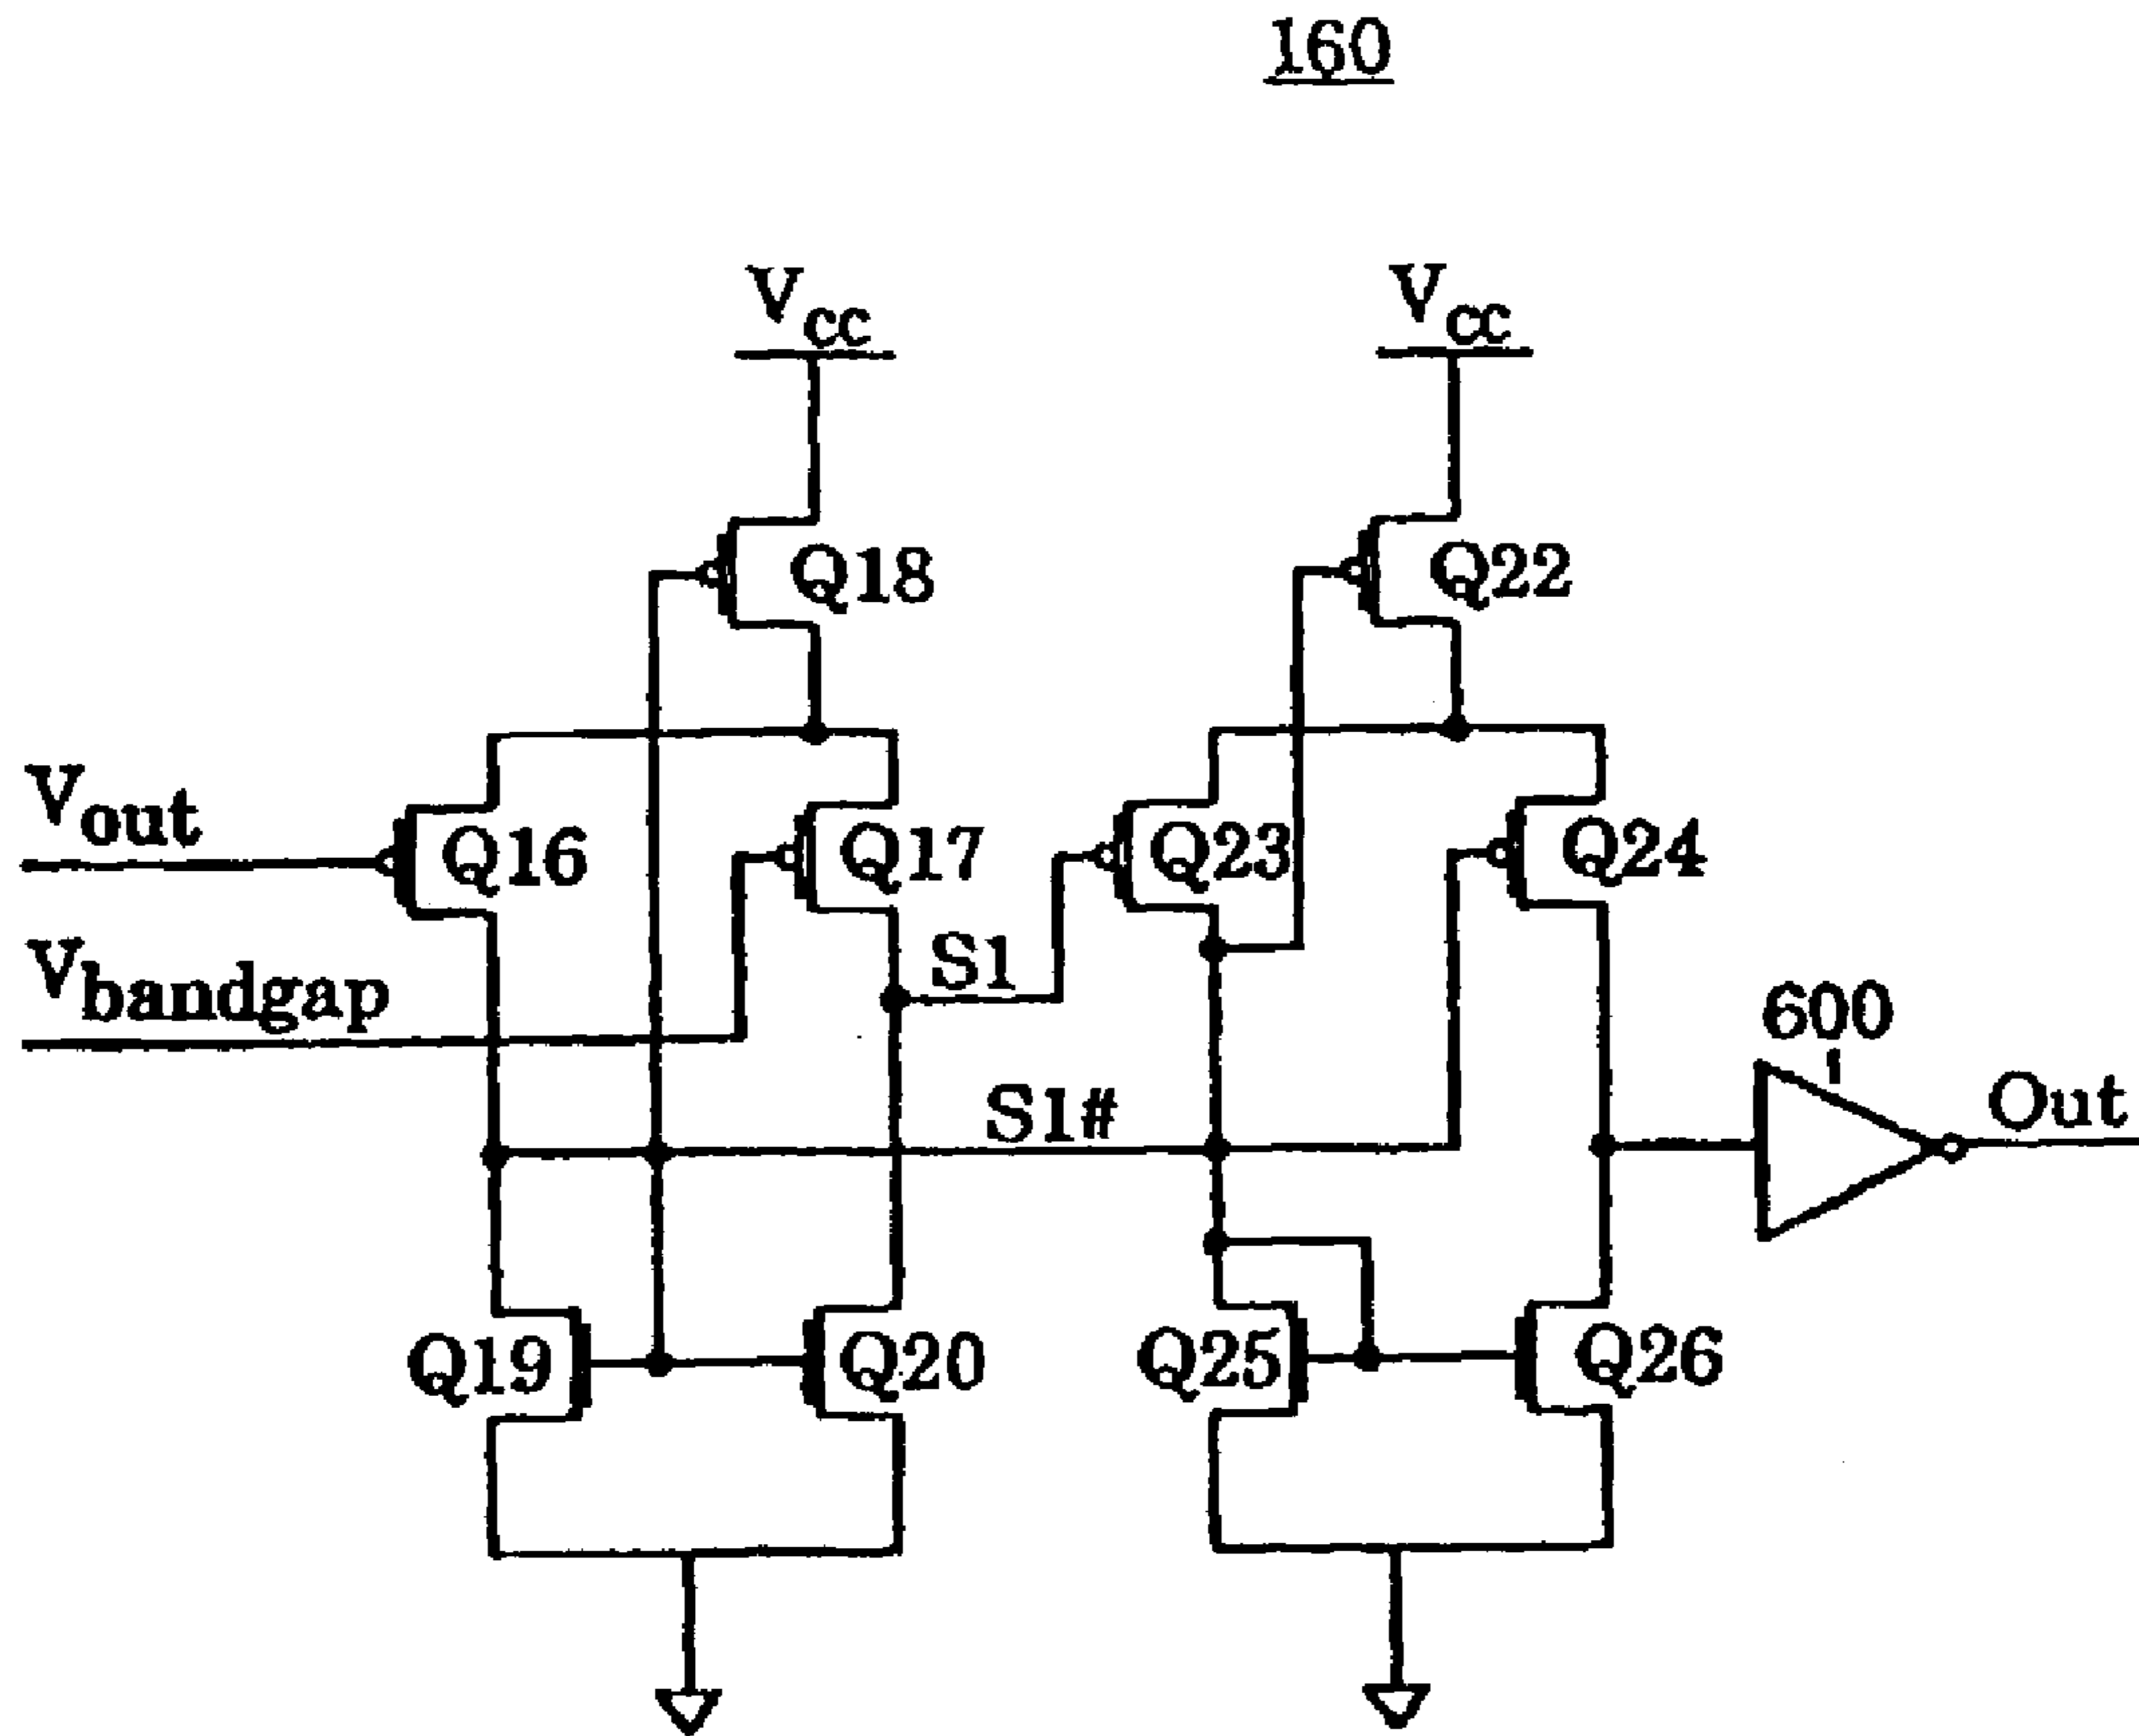 160
Vcc
Vcc
Q18
Q22
Vout
Q16
Q17
Q23
Q24
Vbandgap
S1
600
S1#
Out
Q19
Q20
Q25
Q26